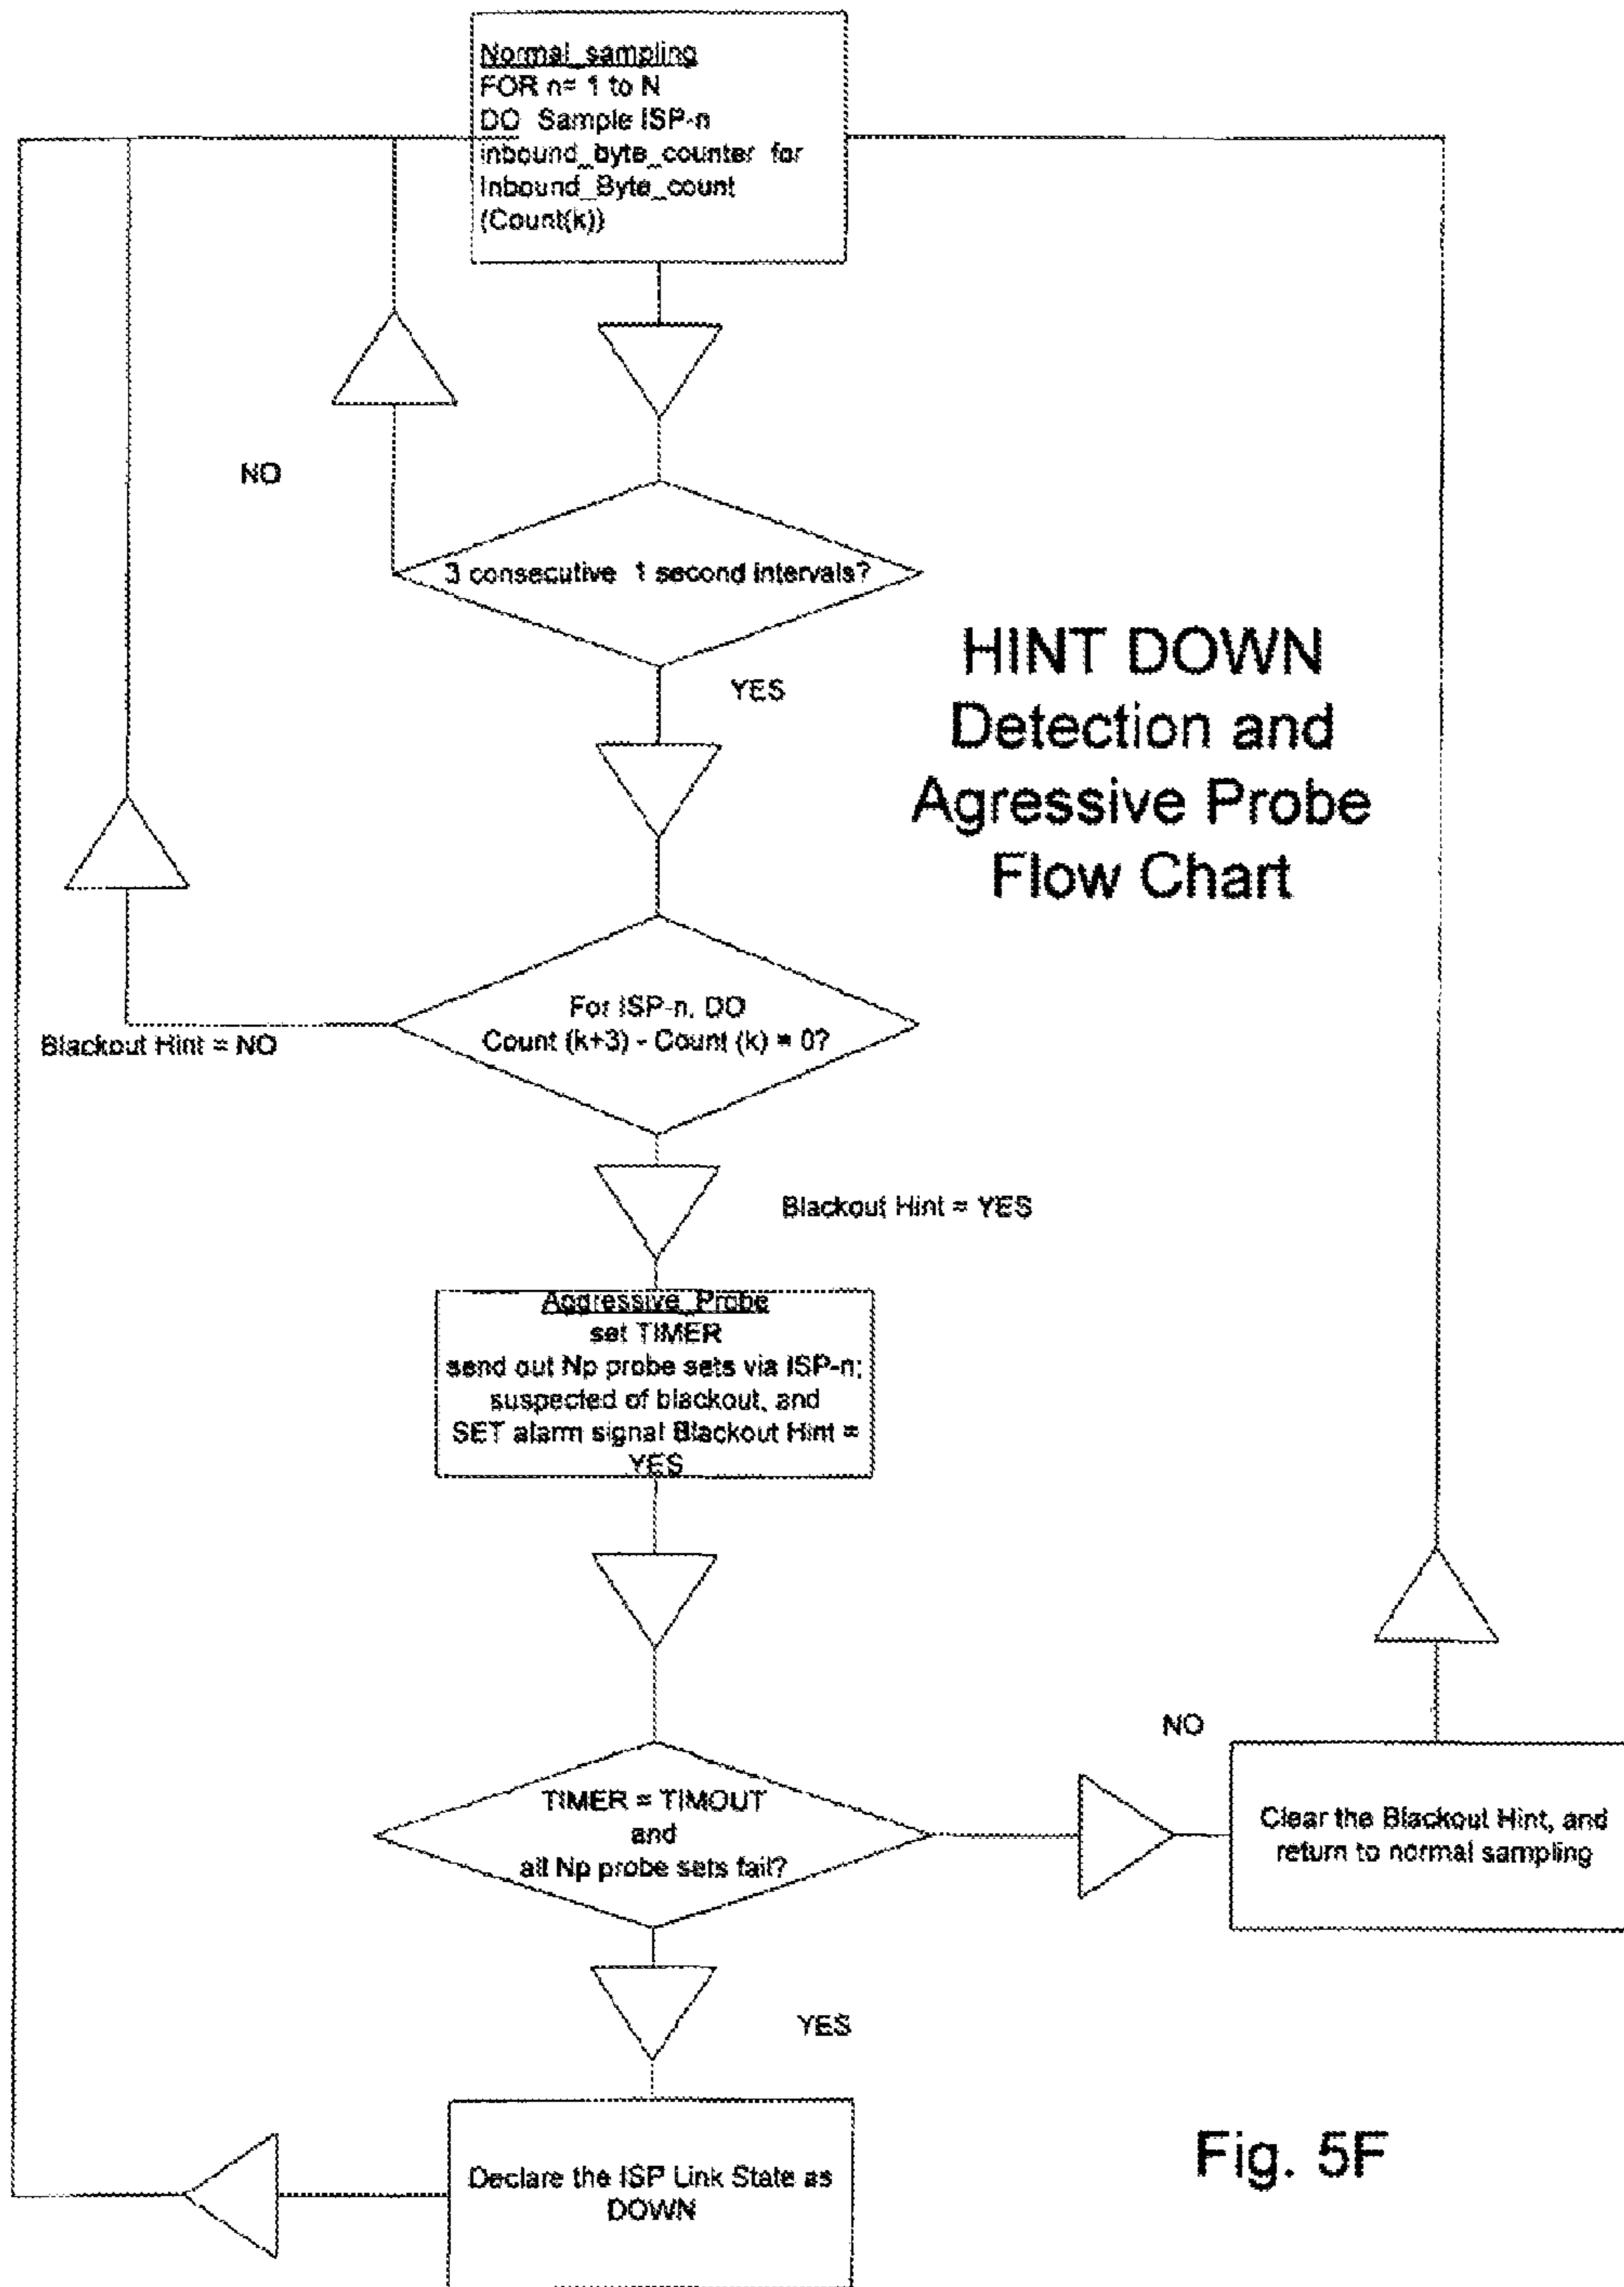 Normal_sampling
FOR n= 1 to N
DO Sample ISP-n
inbound_byte_counter for
Inbound_Byte_count
(Count(k))
NO
3 consecutive 1 second intervals?
YES
HINT DOWN
Detection and
Agressive Probe
Flow Chart
For ISP-n, DO
Count (k+3) - Count (k) = 0?
Blackout Hint = NO
Blackout Hint = YES
Aggressive_Probe
set TIMER
send out Np probe sets via ISP-n;
suspected of blackout, and
SET alarm signal Blackout Hint =
YES
TIMER = TIMOUT
and
all Np probe sets fail?
NO
Clear the Blackout Hint, and
return to normal sampling
YES
Declare the ISP Link State as
DOWN
Fig. 5F